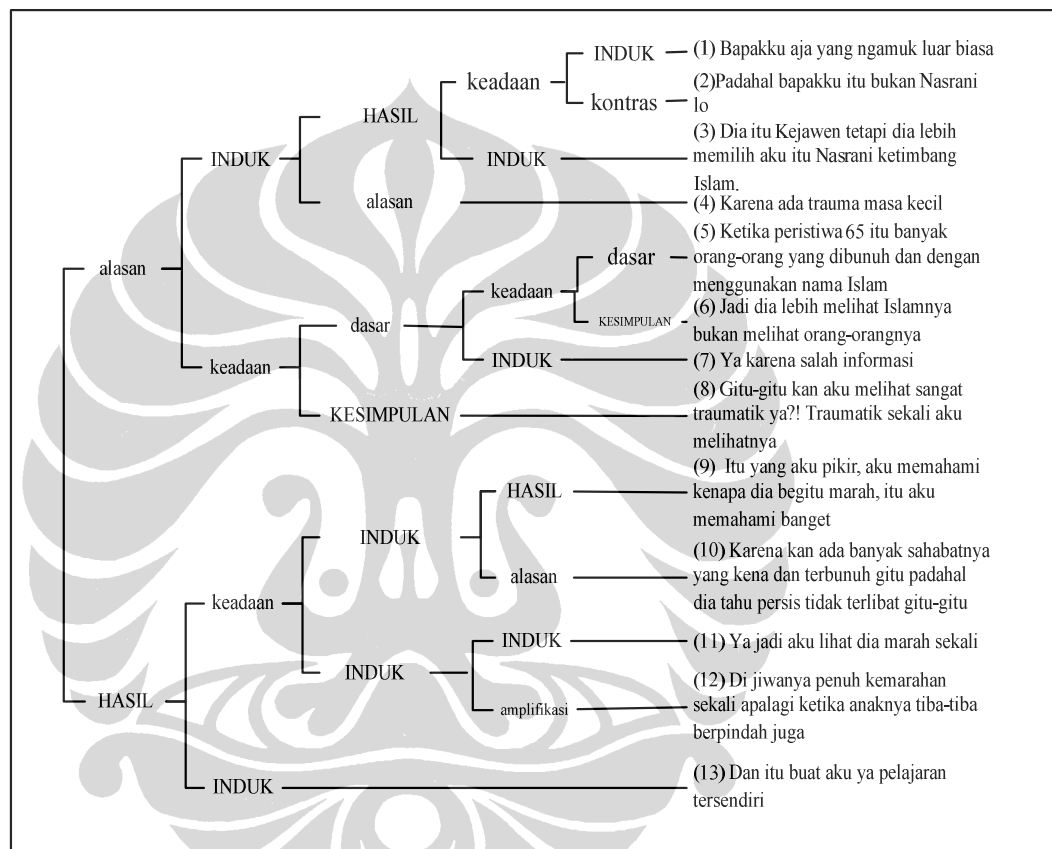 INDUK
(1) Bapakku aja yang ngamuk luar biasa
keadaan
kontras
(2)Padahal bapakku itu bukan Nasrani
lo
HASIL
INDUK
INDUK
(3) Dia itu Kejawen tetapi dia lebih
memilih aku itu Nasrani ketimbang
Islam.
alasan
(4) Karena ada trauma masa kecil
alasan
dasar
(5) Ketika peristiwa 65 itu banyak
orang-orang yang dibunuh dan dengan
menggunakan nama Islam
keadaan
dasar
KESIMPULAN
(6) Jadi dia lebih melihat Islamnya
bukan melihat orang-orangnya
keadaan
INDUK
(7) Ya karena salah informasi
KESIMPULAN
(8) Gitu-gitu kan aku melihat sangat
traumatik ya?! Traumatik sekali aku
melihatnya
HASIL
(9) Itu yang aku pikir, aku memahami
kenapa dia begitu marah, itu aku
memahami banget
INDUK
alasan
(10) Karena kan ada banyak sahabatnya
yang kena dan terbunuh gitu padahal
dia tahu persis tidak terlibat gitu-gitu
keadaan
INDUK
(11) Ya jadi aku lihat dia marah sekali
INDUK
amplifikasi
(12) Di jiwanya penuh kemarahan
sekali apalagi ketika anaknya tiba-tiba
berpindah juga
HASIL
INDUK
(13) Dan itu buat aku ya pelajaran
tersendiri